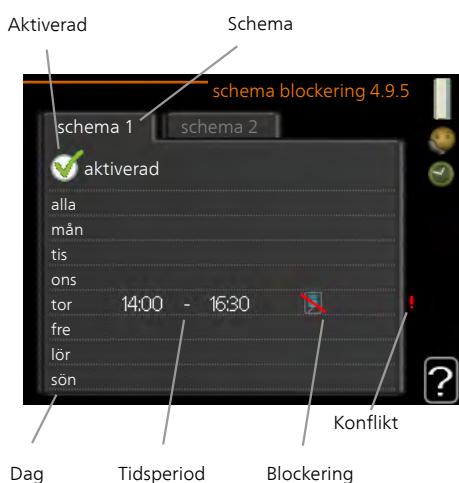 Aktiverad Schema
schema blockering 4.9.5
schema 1 schema 2
aktiverad
alla
mån
tis
ons
tor 14:00 - 16:30 !
fre
lör
sön
?
Konflikt
Dag Tidsperiod Blockering